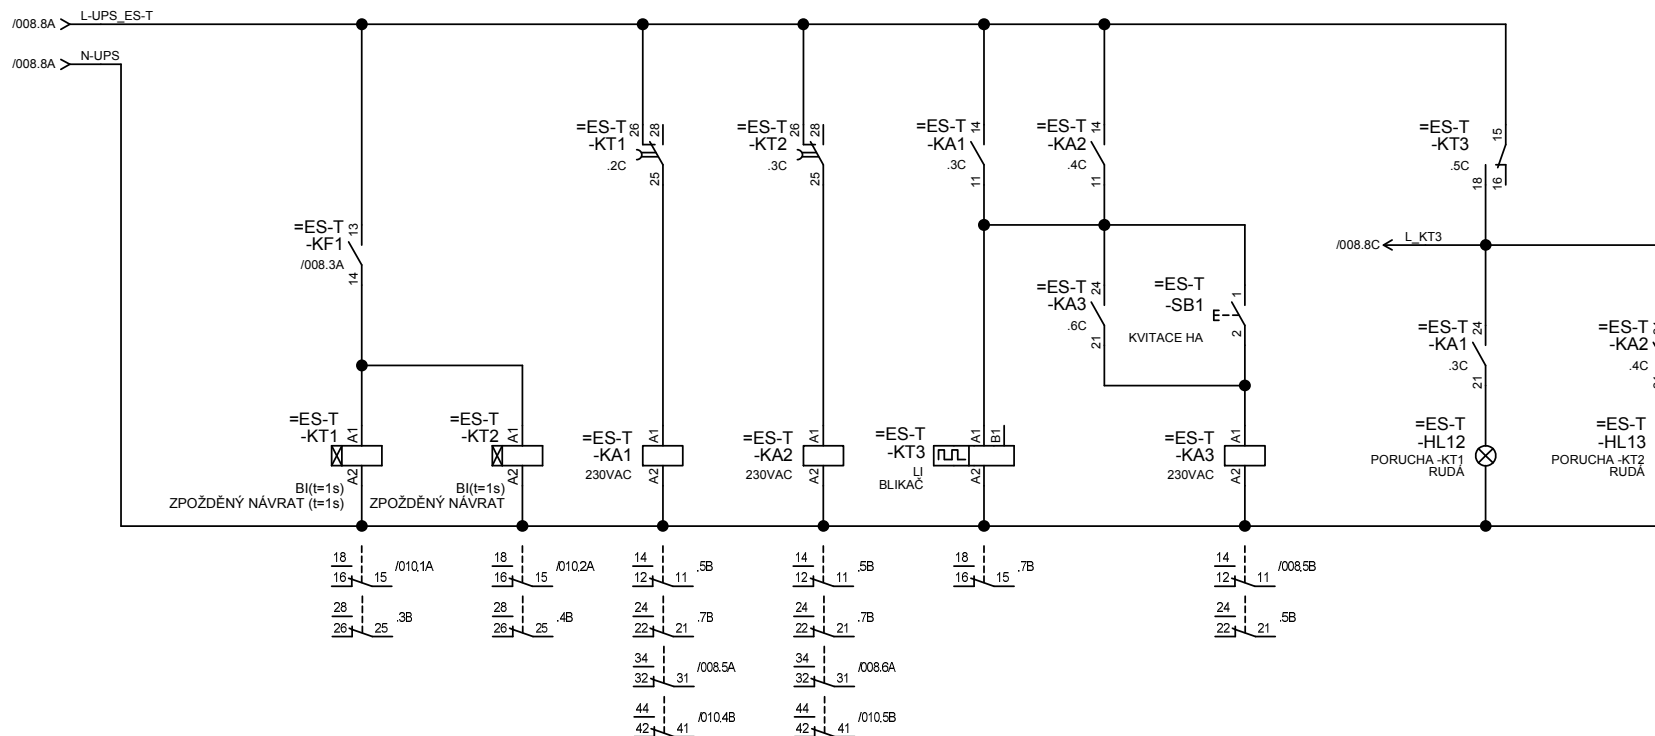 /008.8A
L-UPS_ES-T
/008.8A
N-UPS
=ES-T
-KF1
/008.3A
13
14
=ES-T
-KT1
.2C
26
28
25
=ES-T
-KT2
.3C
26
28
25
=ES-T
-KA1
.3C
14
11
=ES-T
-KA2
.4C
14
11
=ES-T
-KA3
.6C
24
21
=ES-T
-SB1
KVITACE HA
1
2
E
=ES-T
-KT3
.5C
15
18
16
/008.8C
L_KT3
=ES-T
-KA1
.3C
24
21
=ES-T
-KA2
.4C
=ES-T
-KT1
A1
A2
BI(t=1s)
ZPOŽDĚNÝ NÁVRAT (t=1s)
=ES-T
-KT2
A1
A2
BI(t=1s)
ZPOŽDĚNÝ NÁVRAT
=ES-T
-KA1
230VAC
A1
A2
=ES-T
-KA2
230VAC
A1
A2
=ES-T
-KT3
LI
BLIKAČ
A1
B1
A2
=ES-T
-KA3
230VAC
A1
A2
=ES-T
-HL12
PORUCHA -KT1
RUDÁ
=ES-T
-HL13
PORUCHA -KT2
RUDÁ
18
16 15 /010.1A
28
26 25 .3B
18
16 15 /010.2A
28
26 25 .4B
14
12 11 .5B
24
22 21 .7B
34
32 31 /008.5A
44
42 41 /010.4B
14
12 11 .5B
24
22 21 .7B
34
32 31 /008.6A
44
42 41 /010.5B
18
16 15 .7B
14
12 11 /008.5B
24
22 21 .5B